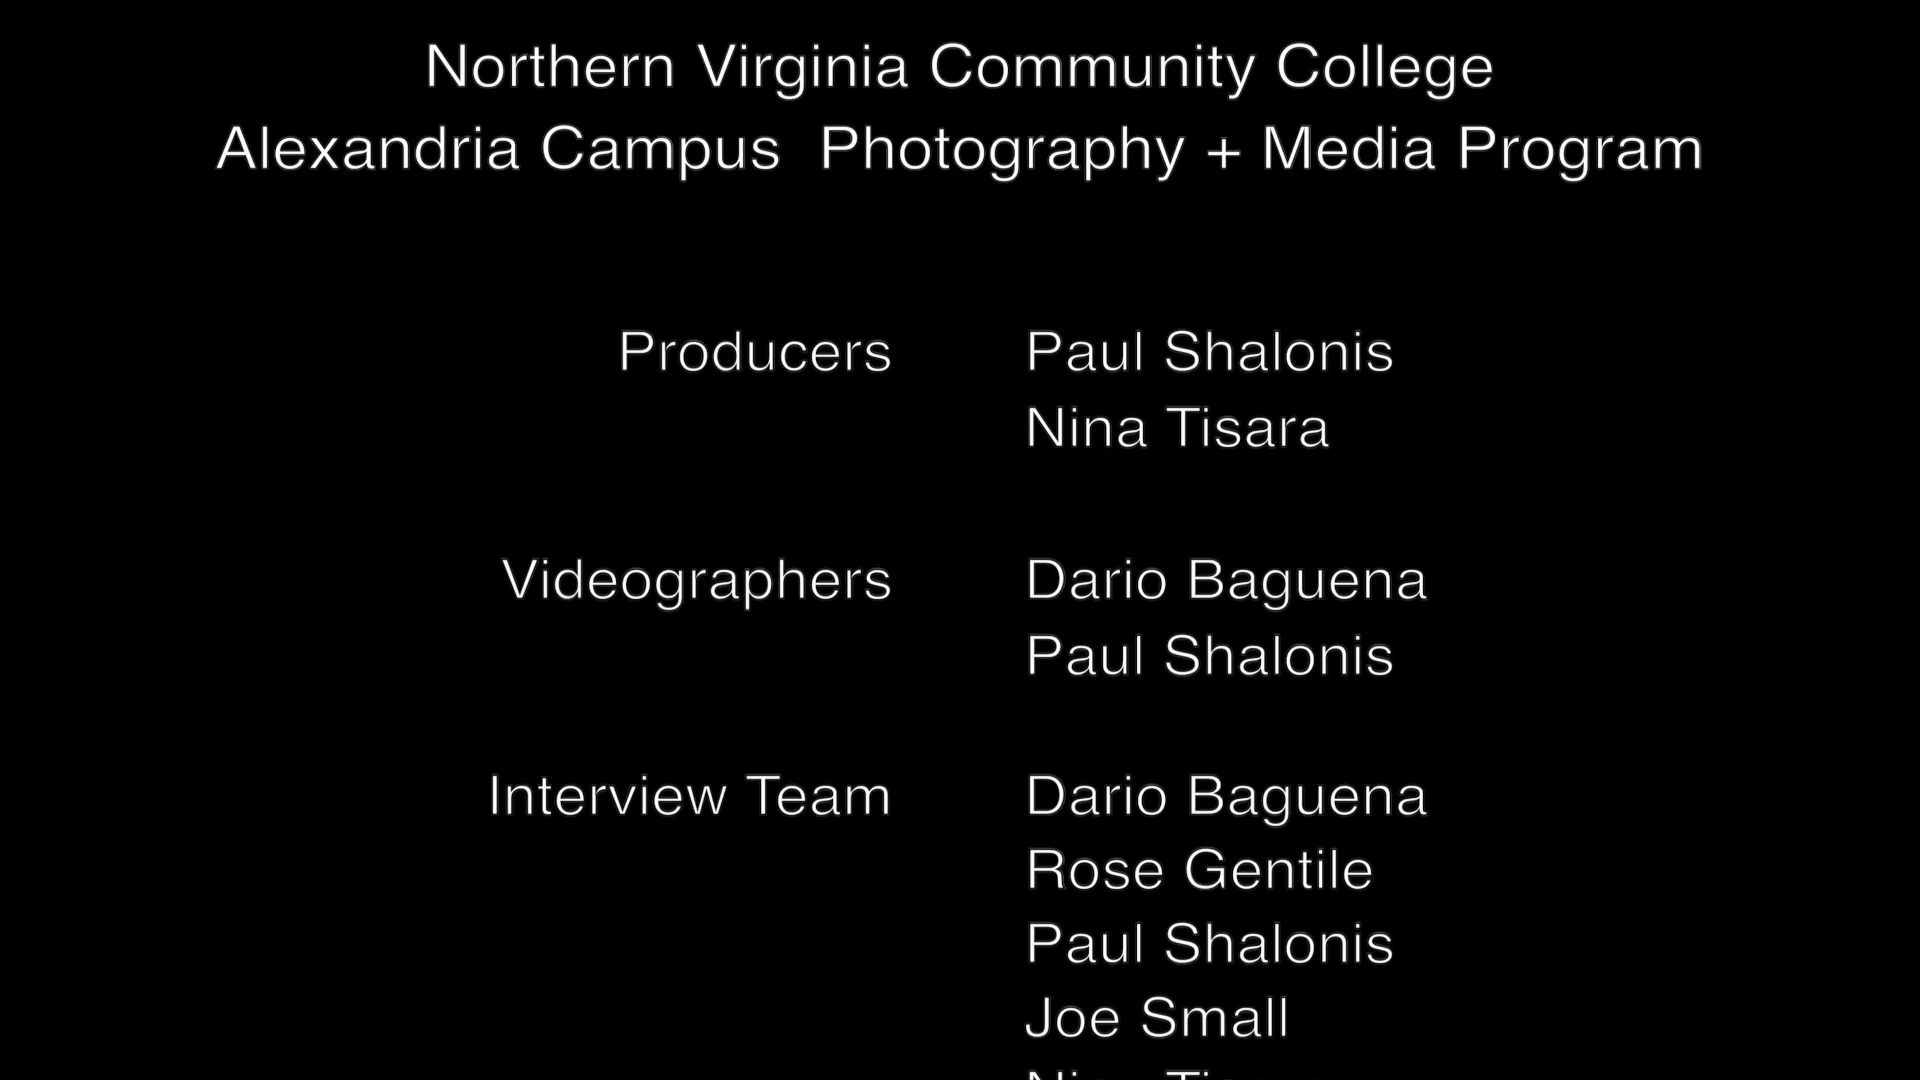 Northern Virginia Community College
Alexandria Campus  Photography + Media Program
Producers Paul Shalonis
Nina Tisara
Videographers Dario Baguena
Paul Shalonis
Interview Team Dario Baguena
Rose Gentile
Paul Shalonis
Joe Small